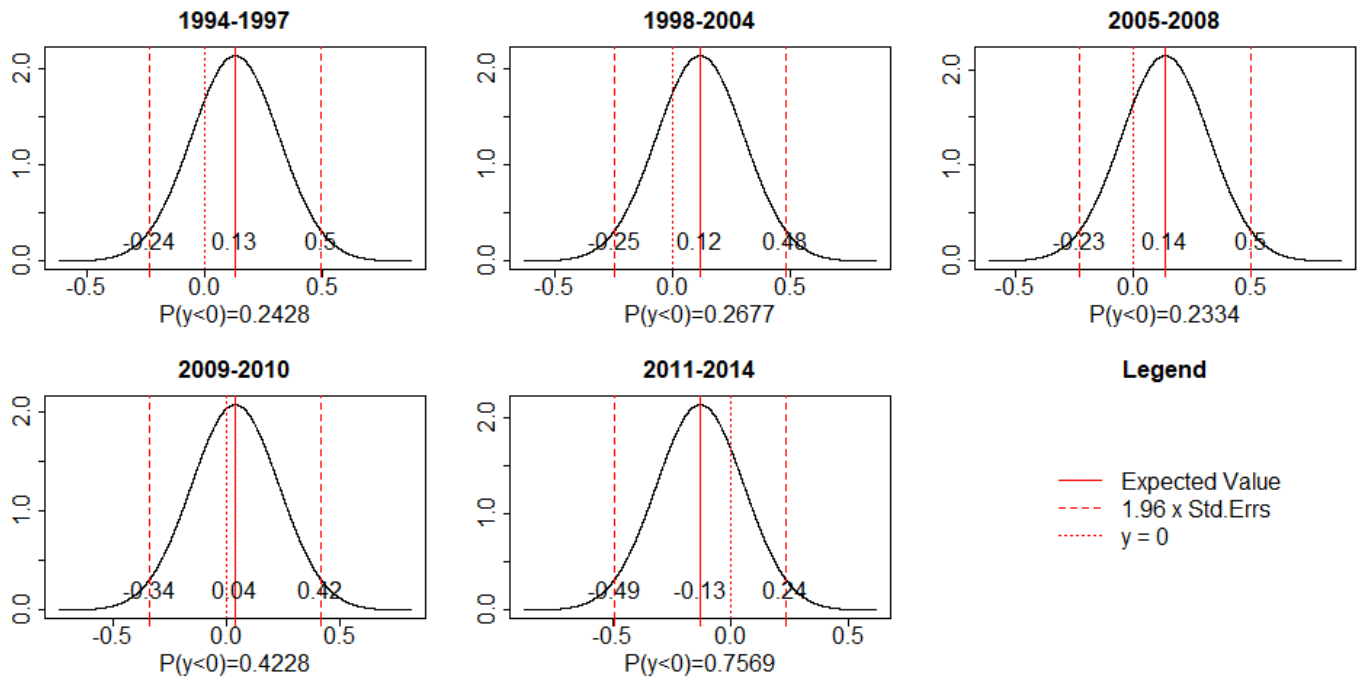 1994-1997
2.0
1.0
0.0
-0.24 0.13 0.5
-0.5 0.0 0.5
P(y<0)=0.2428
1998-2004
2.0
1.0
0.0
-0.25 0.12 0.48
-0.5 0.0 0.5
P(y<0)=0.2677
2005-2008
2.0
1.0
0.0
-0.23 0.14 0.5
-0.5 0.0 0.5
P(y<0)=0.2334
2009-2010
2.0
1.0
0.0
-0.34 0.04 0.42
-0.5 0.0 0.5
P(y<0)=0.4228
2011-2014
2.0
1.0
0.0
-0.49 -0.13 0.24
-0.5 0.0 0.5
P(y<0)=0.7569
Legend
Expected Value
1.96 x Std.Errs
y = 0